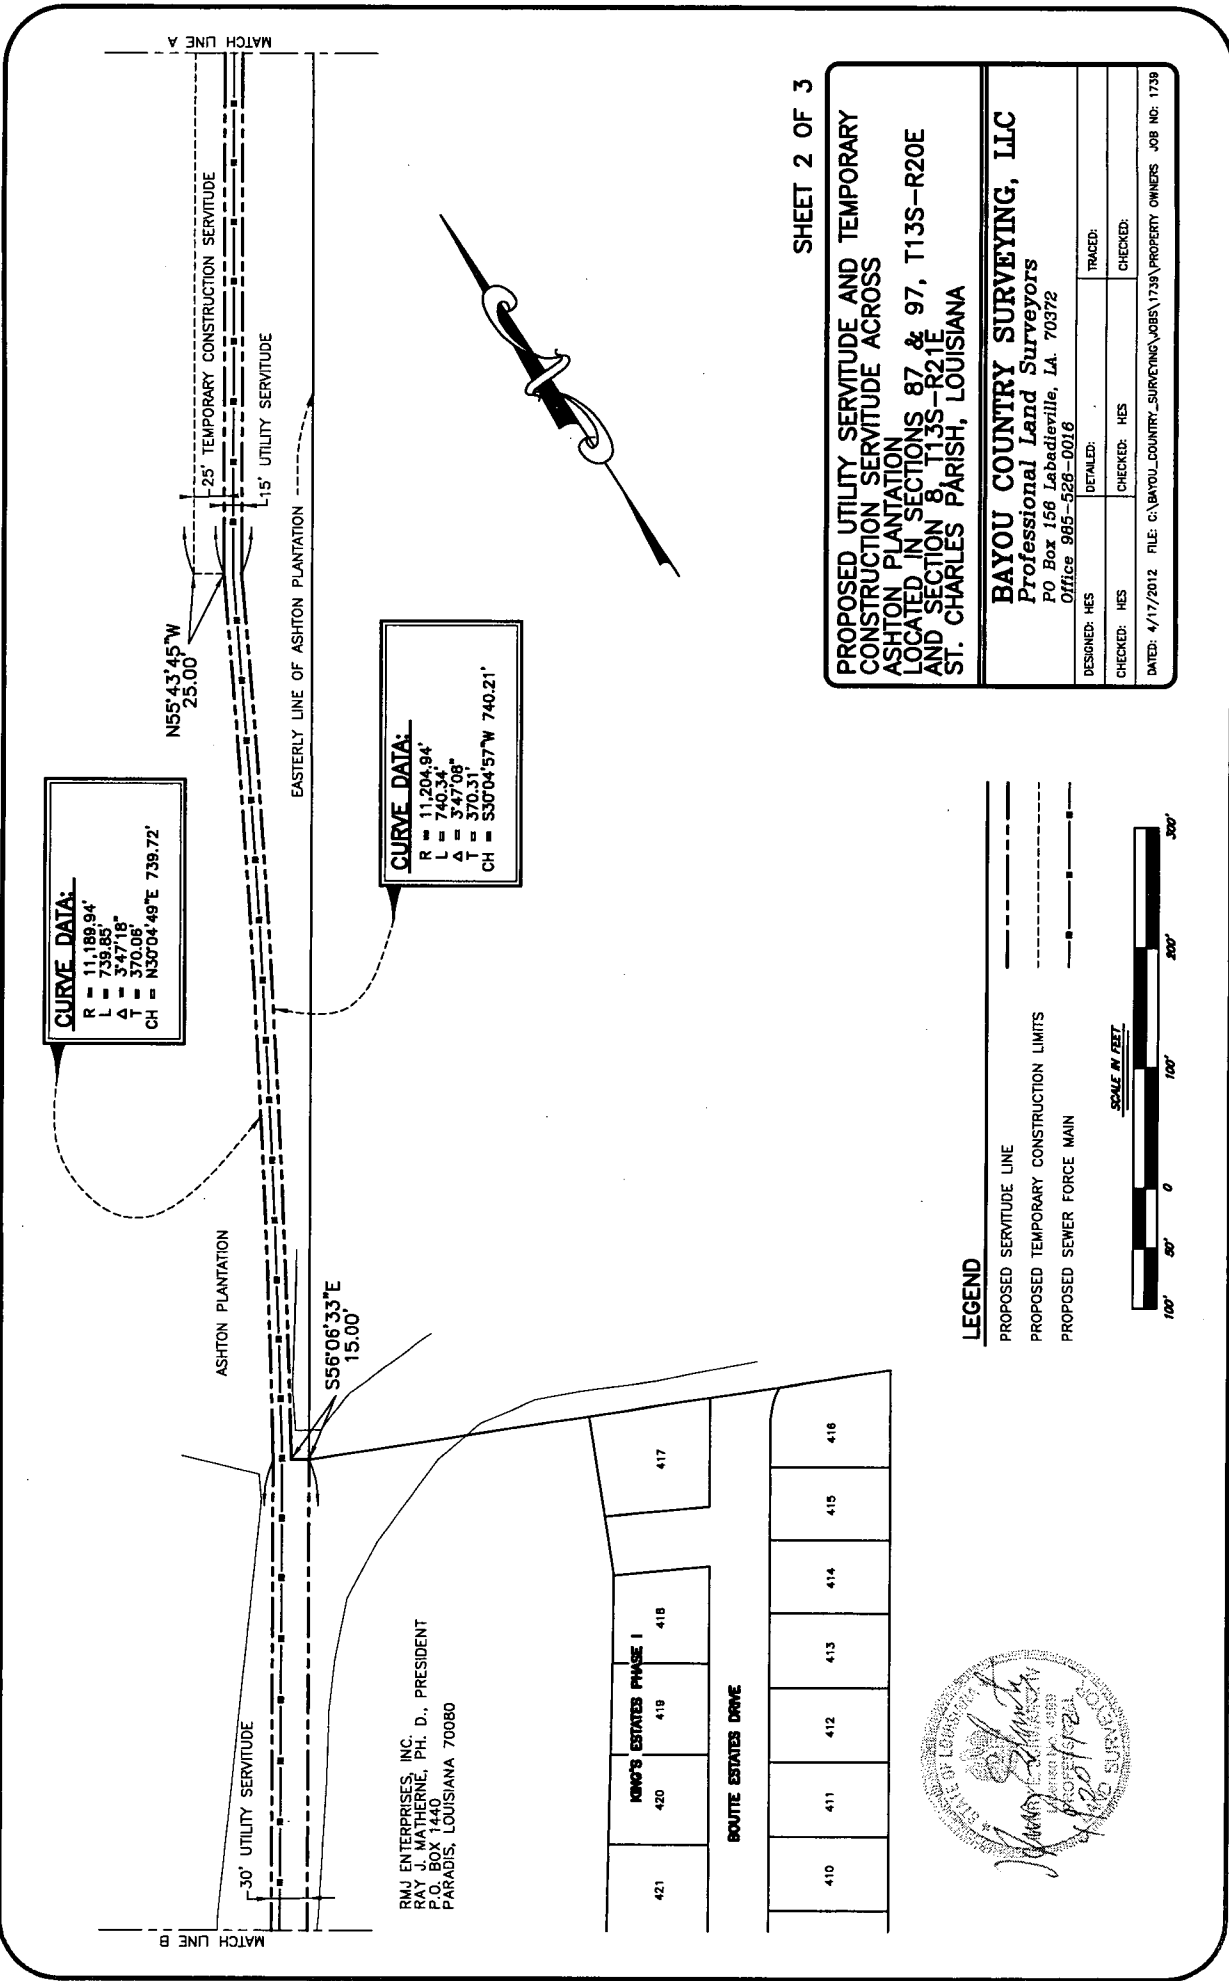 MATCH LINE B
MATCH LINE A
30' UTILITY SERVITUDE
ASHTON PLANTATION
S56°06'33"E
15.00'
CURVE DATA:
R = 11,189.94'
L = 739.85'
Δ = 3°47'18"
T = 370.06'
CH = N30°04'49"E 739.72'
N55°43'45"W
25.00'
25' TEMPORARY CONSTRUCTION SERVITUDE
15' UTILITY SERVITUDE
EASTERLY LINE OF ASHTON PLANTATION
CURVE DATA:
R = 11,204.94'
L = 740.34'
Δ = 3°47'08"
T = 370.31'
CH = S30°04'57"W 740.21'
RMJ ENTERPRISES, INC.
RAY J. MATHERNE, PH. D., PRESIDENT
P.O. BOX 1440
PARADIS, LOUISIANA 70080
KING'S ESTATES PHASE I
421
420
419
418
417
BOUTTE ESTATES DRIVE
410
411
412
413
414
415
416
STATE OF LOUISIANA
PROFESSIONAL
LAND SURVEYOR
LEGEND
PROPOSED SERVITUDE LINE
PROPOSED TEMPORARY CONSTRUCTION LIMITS
PROPOSED SEWER FORCE MAIN
SCALE IN FEET
100' 50' 0 100' 200' 300'
SHEET 2 OF 3
PROPOSED UTILITY SERVITUDE AND TEMPORARY
CONSTRUCTION SERVITUDE ACROSS
ASHTON PLANTATION
LOCATED IN SECTIONS 87 & 97, T13S-R20E
AND SECTION 8, T13S-R21E
ST. CHARLES PARISH, LOUISIANA
BAYOU COUNTRY SURVEYING, LLC
Professional Land Surveyors
PO Box 156 Labadieville, LA. 70372
Office 985-526-0016
DESIGNED: HES DETAILED: TRACED:
CHECKED: HES CHECKED: HES CHECKED:
DATED: 4/17/2012 FILE: C:\BAYOU_COUNTRY_SURVEYING\JOBS\1739\PROPERTY OWNERS JOB NO: 1739